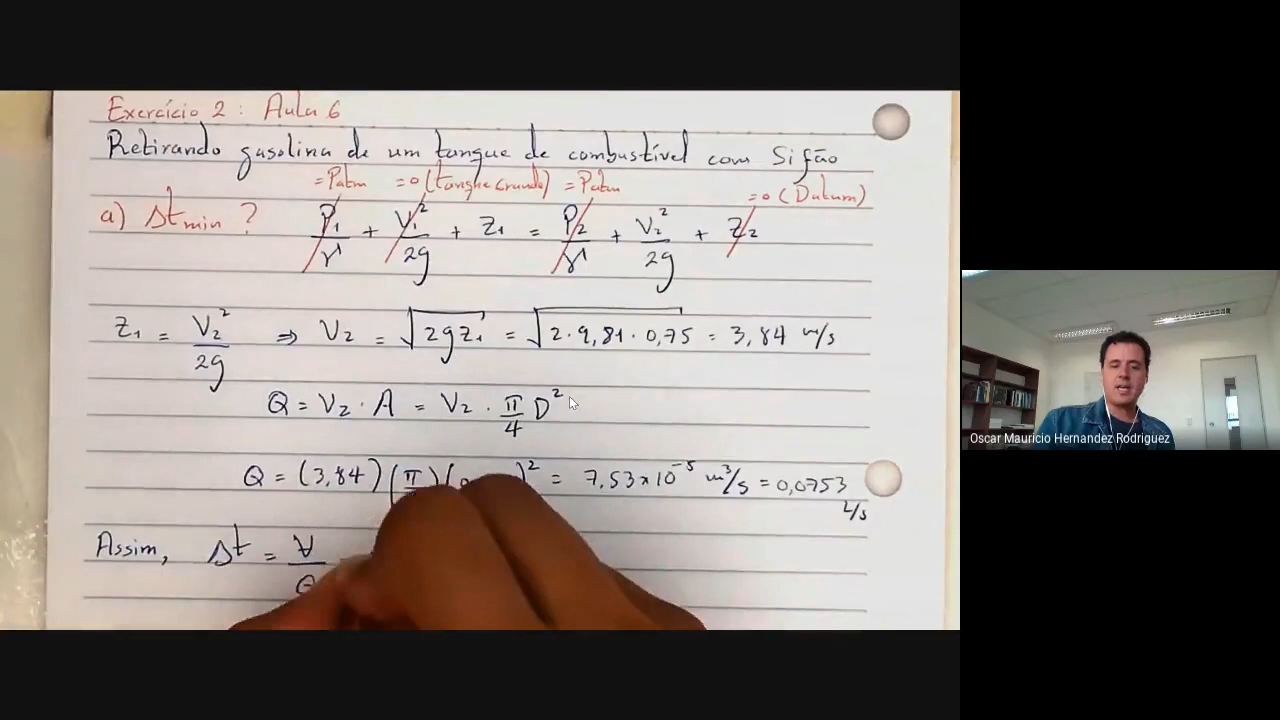 Exercício 2 : Aula 6
Retirando gasolina de um tanque de combustível com Sifão
=Patm =0 (tanque Grande) =Patm =0 (Datum)
a) Δt min ? P₁/γ + V₁²/2g + Z₁ = P₂/γ + V₂²/2g + Z₂
Z₁ = V₂²/2g ⇒ V₂ = √2gZ₁ = √2·9,81·0,75 = 3,84 m/s
Q = V₂ · A = V₂ · π/4 D²
Q = (3,84) (π )² = 7,53×10⁻⁵ m³/s = 0,0753 L/s
Assim, Δt = V/Q
Oscar Mauricio Hernandez Rodriguez